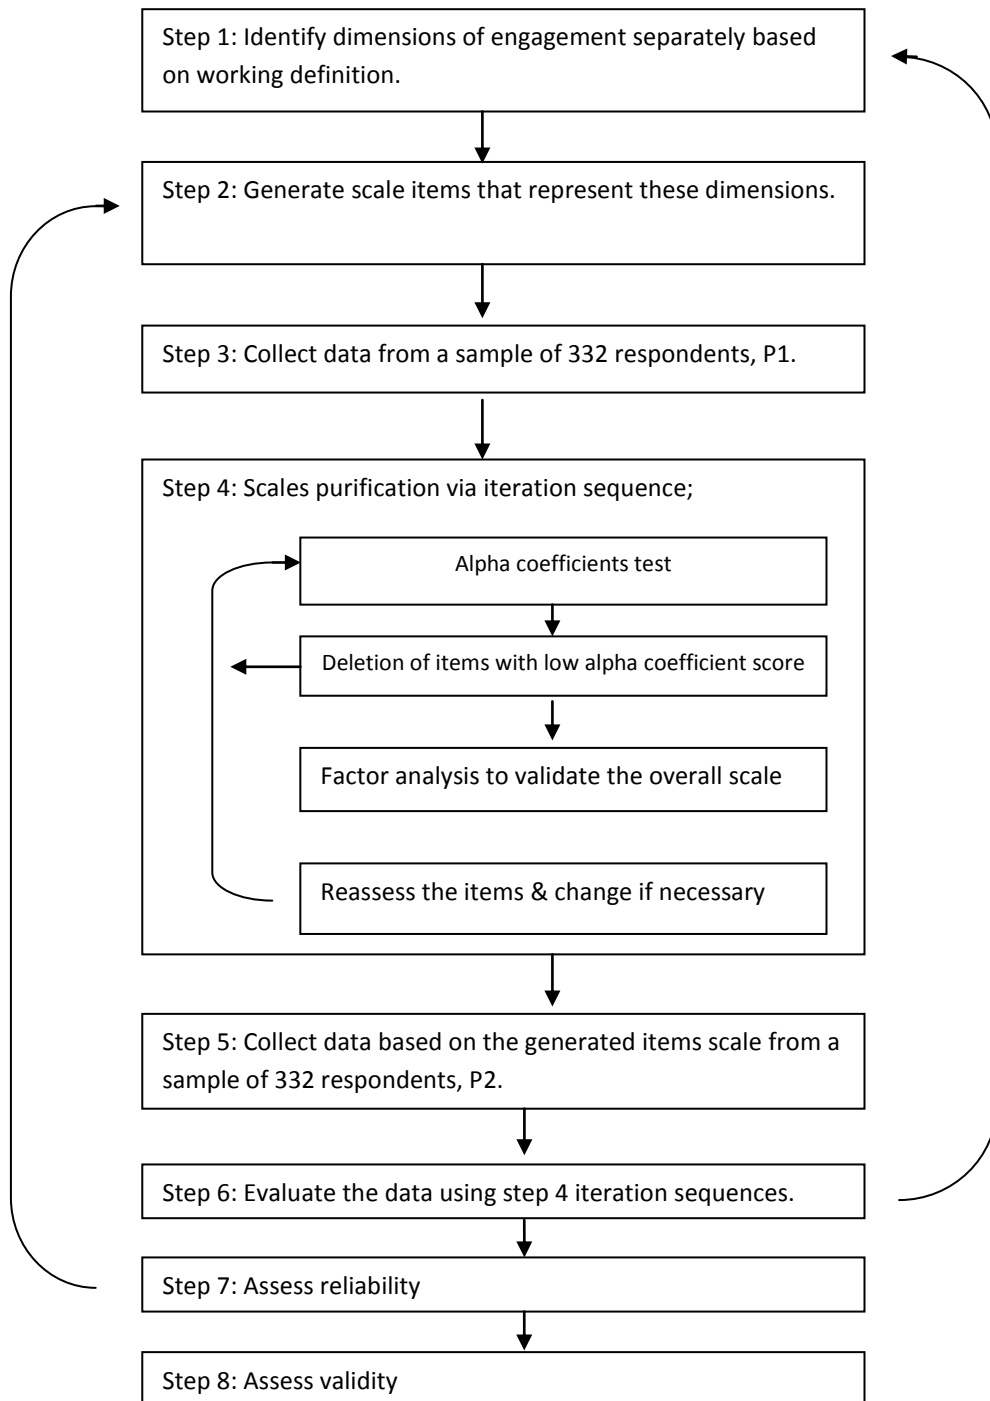 Step 1: Identify dimensions of engagement separately based
on working definition.
Step 2: Generate scale items that represent these dimensions.
Step 3: Collect data from a sample of 332 respondents, P1.
Step 4: Scales purification via iteration sequence;
Alpha coefficients test
Deletion of items with low alpha coefficient score
Factor analysis to validate the overall scale
Reassess the items & change if necessary
Step 5: Collect data based on the generated items scale from a
sample of 332 respondents, P2.
Step 6: Evaluate the data using step 4 iteration sequences.
Step 7: Assess reliability
Step 8: Assess validity